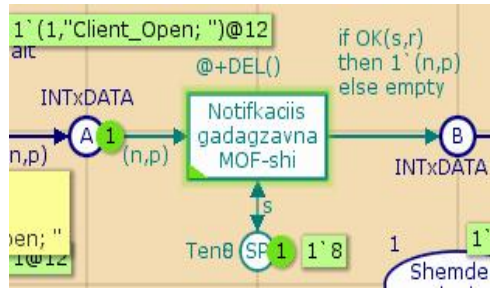 1`(1,"Client_Open; ")@12
ait
@+DEL()
if OK(s,r)
then 1`(n,p)
else empty
INTxDATA
Notifkaciis
gadagzavna
MOF-shi
A
1
B
n,p)
(n,p)
INTxDATA
s
pen; "
1@12
SP
1
1`8
1
1`
Shemde